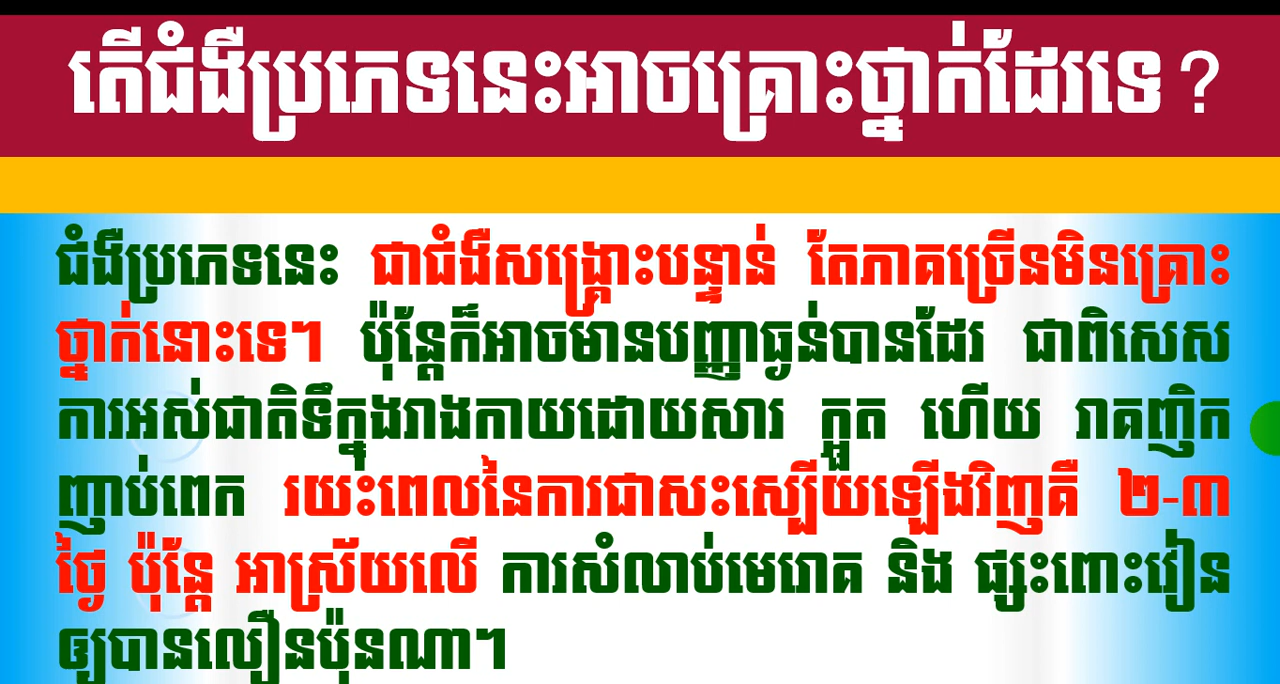 តើជំងឺប្រភេទនេះអាចគ្រោះថ្នាក់ដែរទេ?
ជំងឺប្រភេទនេះ ជាជំងឺសង្គ្រោះបន្ទាន់ តែភាគច្រើនមិនគ្រោះ
ថ្នាក់នោះទេ។ ប៉ុន្តែក៏អាចមានបញ្ហាធ្ងន់បានដែរ ជាពិសេស
ការអស់ជាតិទឹក្នុងរាងកាយដោយសារ ក្អួត ហើយ រាគញិក
ញាប់ពេក រយះពេលនៃការជាសះស្បើយឡើងវិញគឺ ២-៣
ថ្ងៃ ប៉ុន្តែ អាស្រ័យលើ ការសំលាប់មេរោគ និង ផ្សះពោះវៀន
ឲ្យបានលឿនប៉ុនណា។